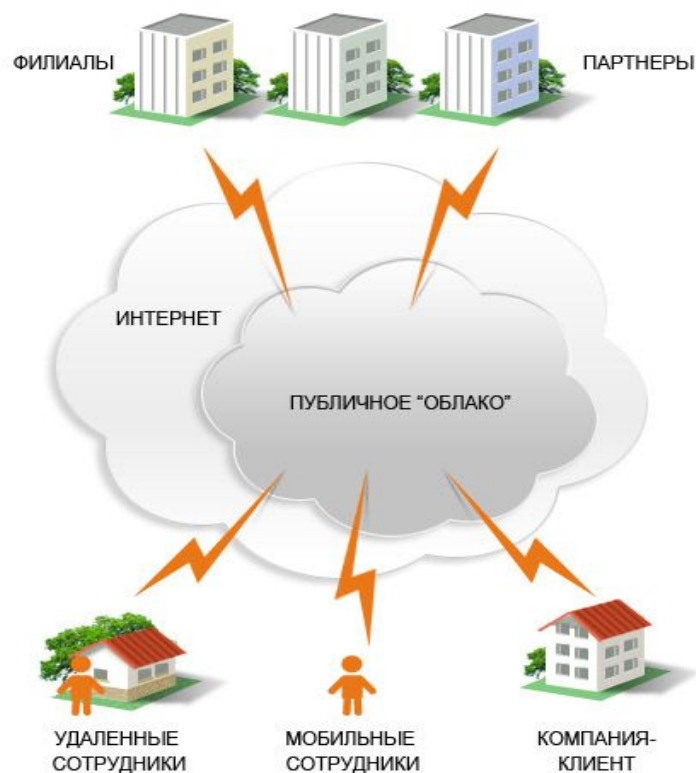 ФИЛИАЛЫ
ПАРТНЕРЫ
ИНТЕРНЕТ
ПУБЛИЧНОЕ “ОБЛАКО”
УДАЛЕННЫЕ
СОТРУДНИКИ
МОБИЛЬНЫЕ
СОТРУДНИКИ
КОМПАНИЯ-
КЛИЕНТ